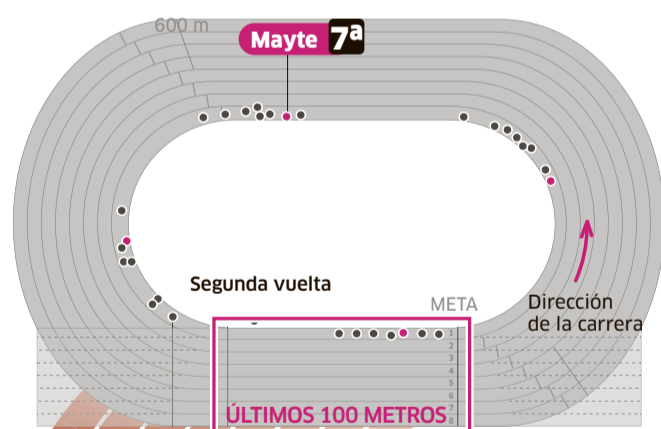 600 m
Mayte 7ª
Segunda vuelta
META
Dirección
de la carrera
1
2
3
4
5
6
7
8
ÚLTIMOS 100 METROS